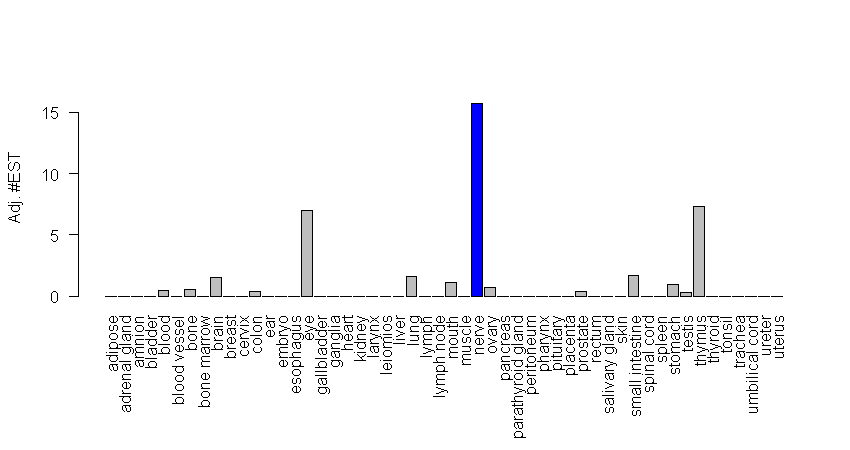 Adj. #EST
15
10
5
0
adipose
adrenal gland
amnion
bladder
blood
blood vessel
bone
bone marrow
brain
breast
cervix
colon
ear
embryo
esophagus
eye
gallbladder
ganglia
heart
kidney
larynx
leiomios
liver
lung
lymph
lymph node
mouth
muscle
nerve
ovary
pancreas
parathyroid gland
peritoneum
pharynx
pituitary
placenta
prostate
rectum
salivary gland
skin
small intestine
spinal cord
spleen
stomach
testis
thymus
thyroid
tonsil
trachea
umbilical cord
ureter
uterus